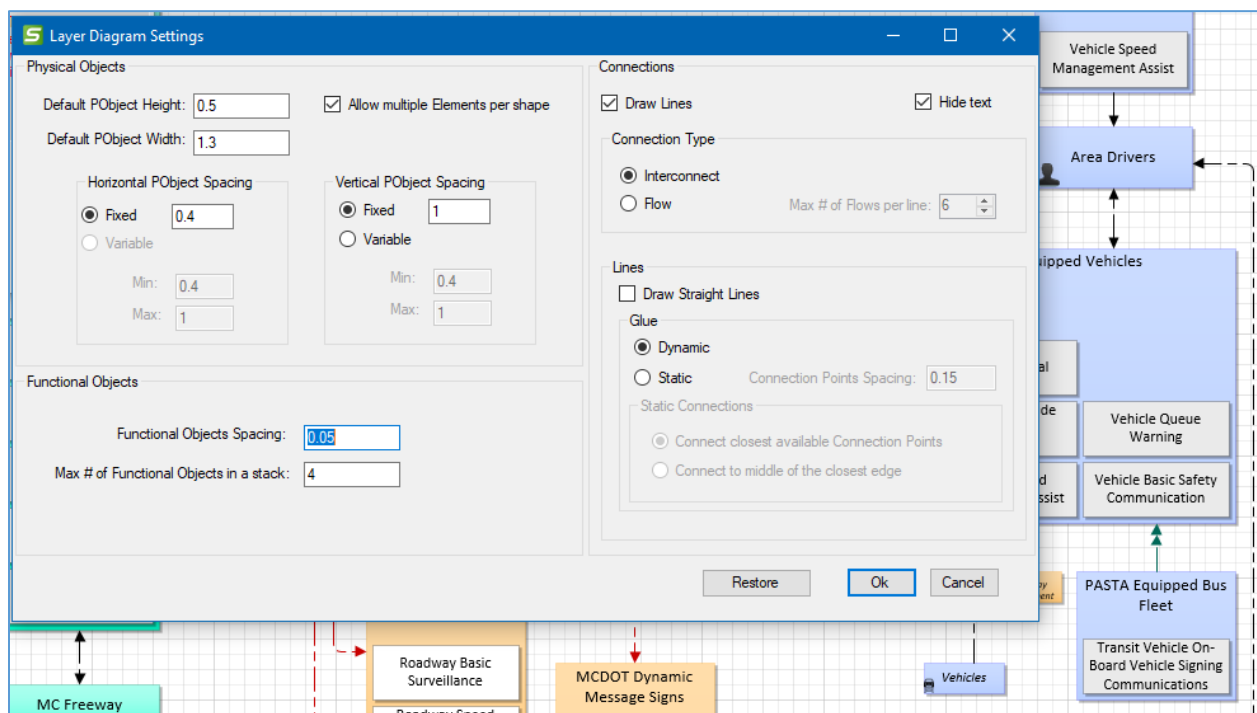 Layer Diagram Settings
Physical Objects
Default PObject Height: 0.5
Allow multiple Elements per shape
Default PObject Width: 1.3
Horizontal PObject Spacing
Fixed 0.4
Variable
Min: 0.4
Max: 1
Vertical PObject Spacing
Fixed 1
Variable
Min: 0.4
Max: 1
Functional Objects
Functional Objects Spacing: 0.05
Max # of Functional Objects in a stack: 4
Connections
Draw Lines
Hide text
Connection Type
Interconnect
Flow
Max # of Flows per line: 6
Lines
Draw Straight Lines
Glue
Dynamic
Static
Connection Points Spacing: 0.15
Static Connections
Connect closest available Connection Points
Connect to middle of the closest edge
Restore
Ok
Cancel
Vehicle Speed
Management Assist
Area Drivers
uipped Vehicles
al
de
Vehicle Queue
Warning
d
ssist
Vehicle Basic Safety
Communication
PASTA Equipped Bus
Fleet
Transit Vehicle On-
Board Vehicle Signing
Communications
Vehicles
MCDOT Dynamic
Message Signs
Roadway Basic
Surveillance
Roadway Speed
MC Freeway